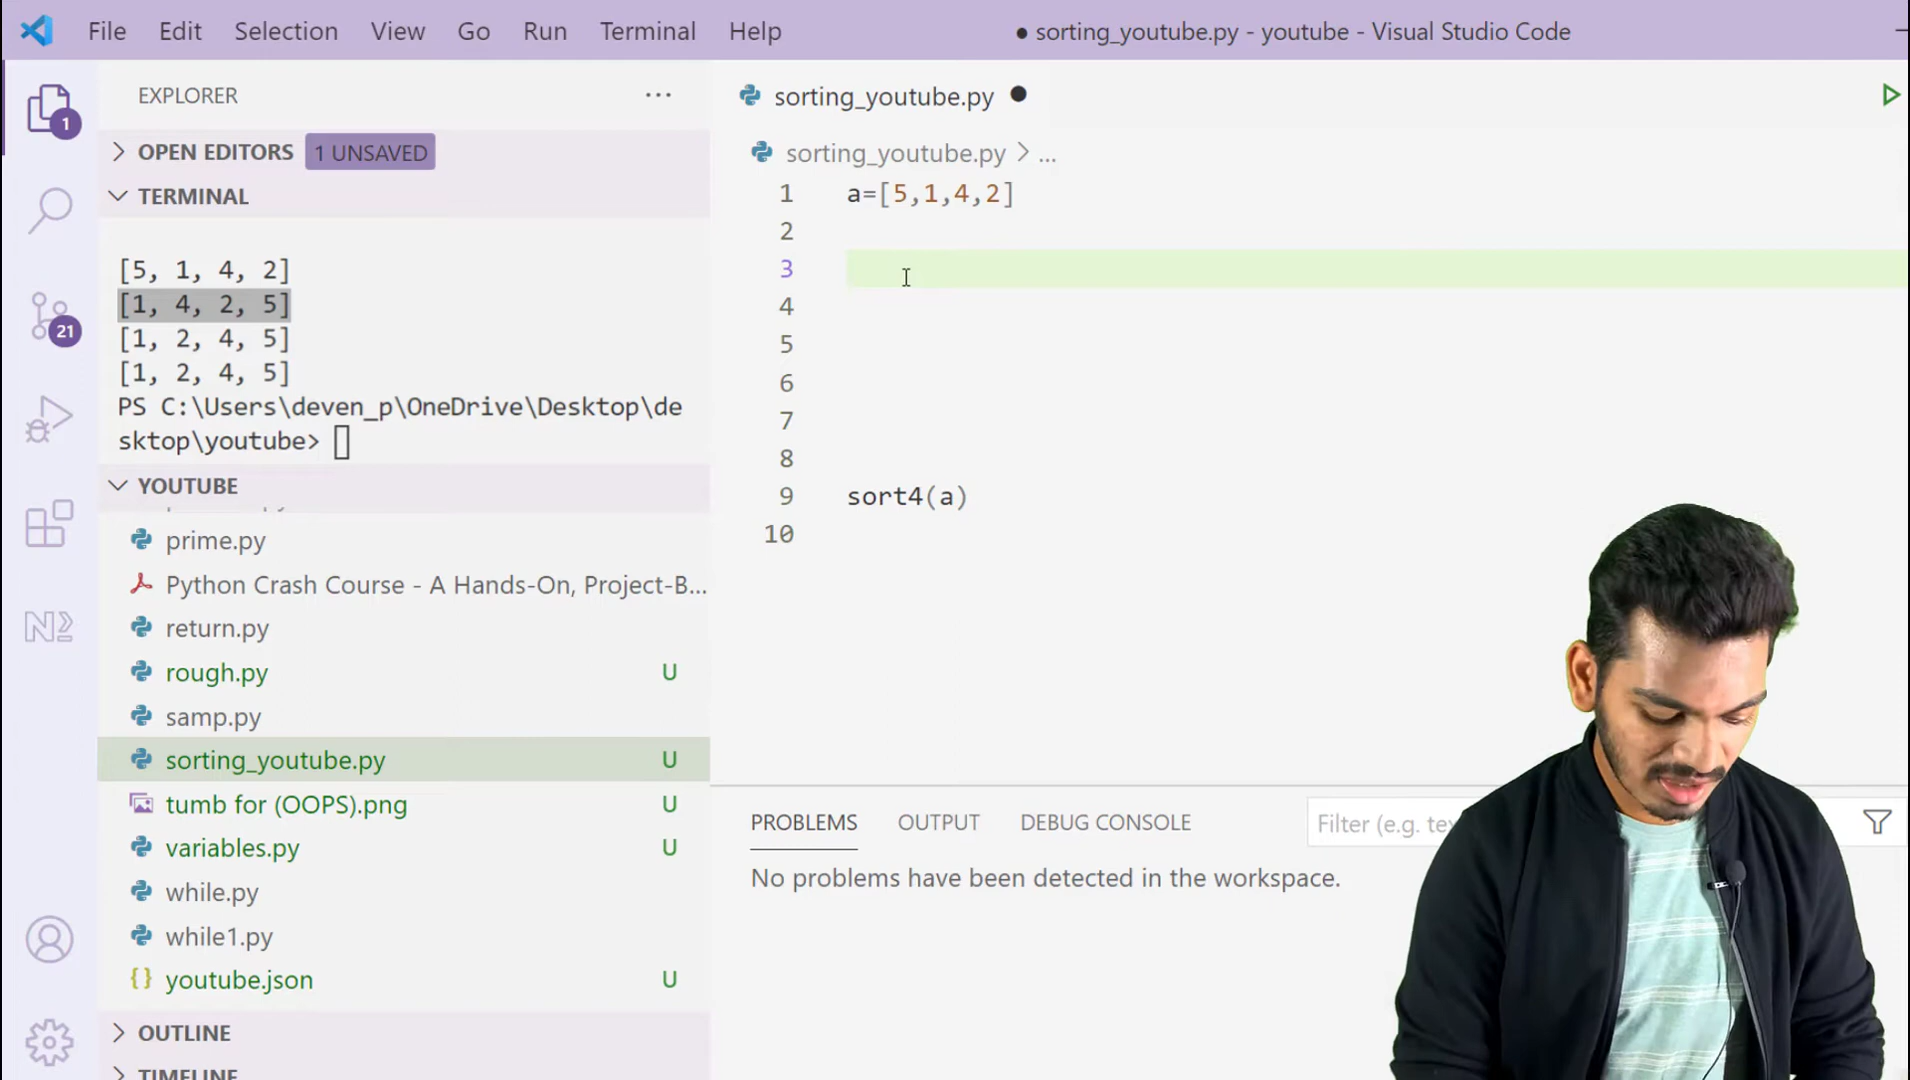 File Edit Selection View Go Run Terminal Help
● sorting_youtube.py - youtube - Visual Studio Code
EXPLORER
OPEN EDITORS 1 UNSAVED
TERMINAL
[5, 1, 4, 2]
[1, 4, 2, 5]
[1, 2, 4, 5]
[1, 2, 4, 5]
PS C:\Users\deven_p\OneDrive\Desktop\de
sktop\youtube>
YOUTUBE
prime.py
Python Crash Course - A Hands-On, Project-B...
return.py
rough.py U
samp.py
sorting_youtube.py U
tumb for (OOPS).png U
variables.py U
while.py
while1.py
youtube.json U
OUTLINE
TIMELINE
1
21
sorting_youtube.py
sorting_youtube.py > ...
1 a=[5,1,4,2]
2
3
4
5
6
7
8
9 sort4(a)
10
PROBLEMS OUTPUT DEBUG CONSOLE
Filter (e.g.
No problems have been detected in the workspace.